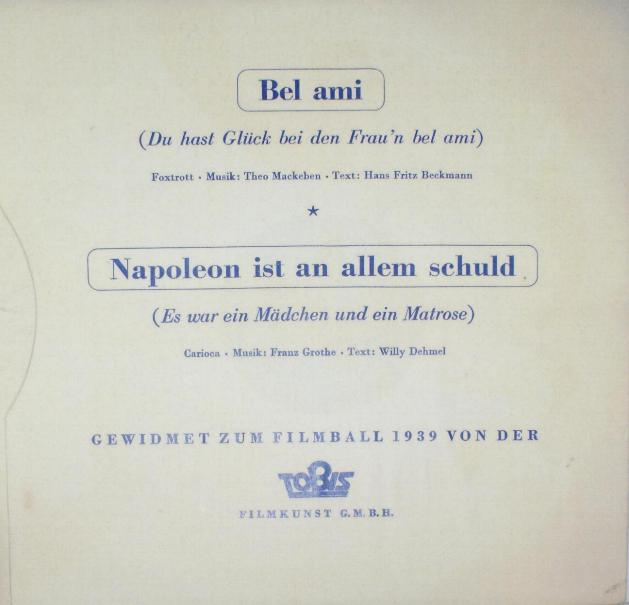 Bel ami
(Du hast Glück bei den Frau'n bel ami)
Foxtrott • Musik: Theo Mackeben • Text: Hans Fritz Beckmann
★
Napoleon ist an allem schuld
(Es war ein Mädchen und ein Matrose)
Carioca • Musik: Franz Grothe • Text: Willy Dehmel
GEWIDMET ZUM FILMBALL 1939 VON DER
TOBIS
FILMKUNST G.M.B.H.